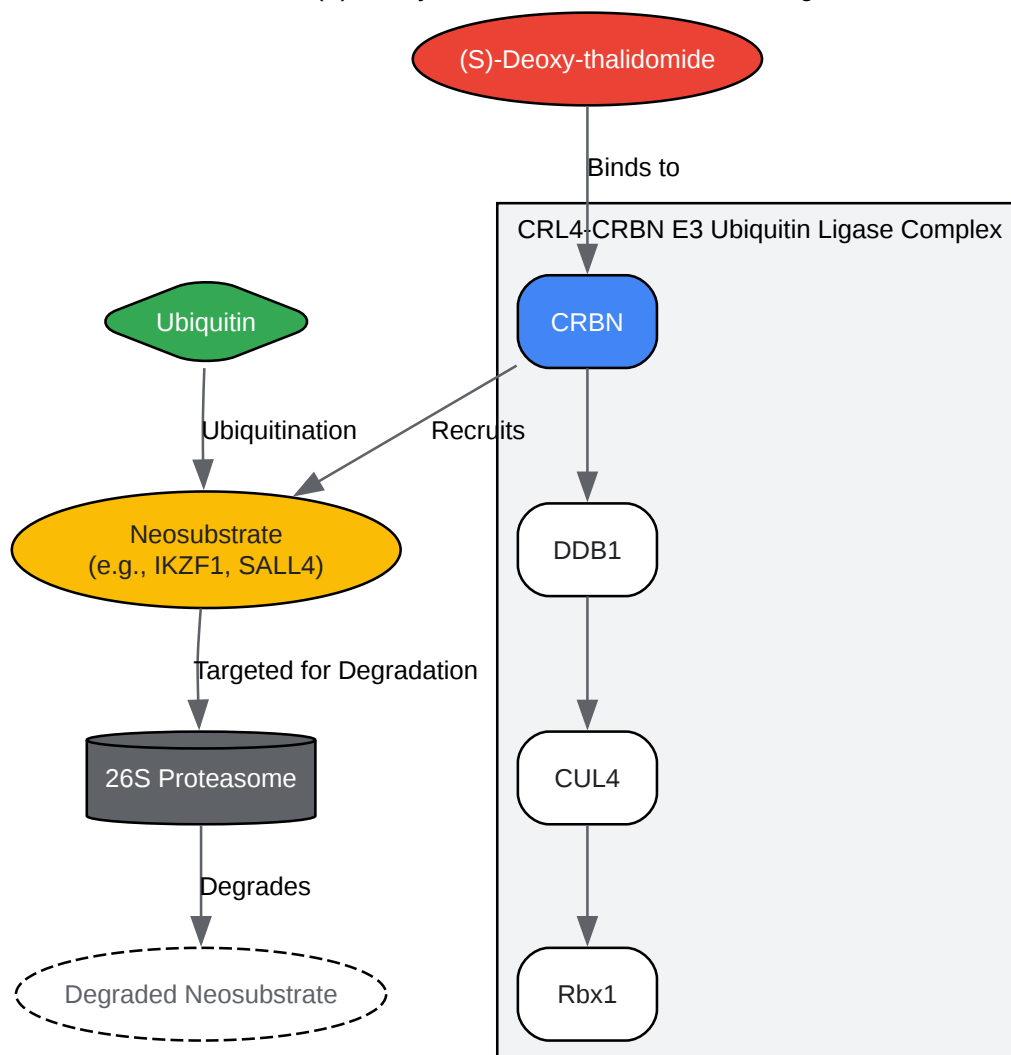 (S)-Deoxy-thalidomide
Binds to
CRL4-CRBN E3 Ubiquitin Ligase Complex
CRBN
Ubiquitin
Ubiquitination
Recruits
Neosubstrate
(e.g., IKZF1, SALL4)
DDB1
Targeted for Degradation
26S Proteasome
CUL4
Degrades
Degraded Neosubstrate
Rbx1